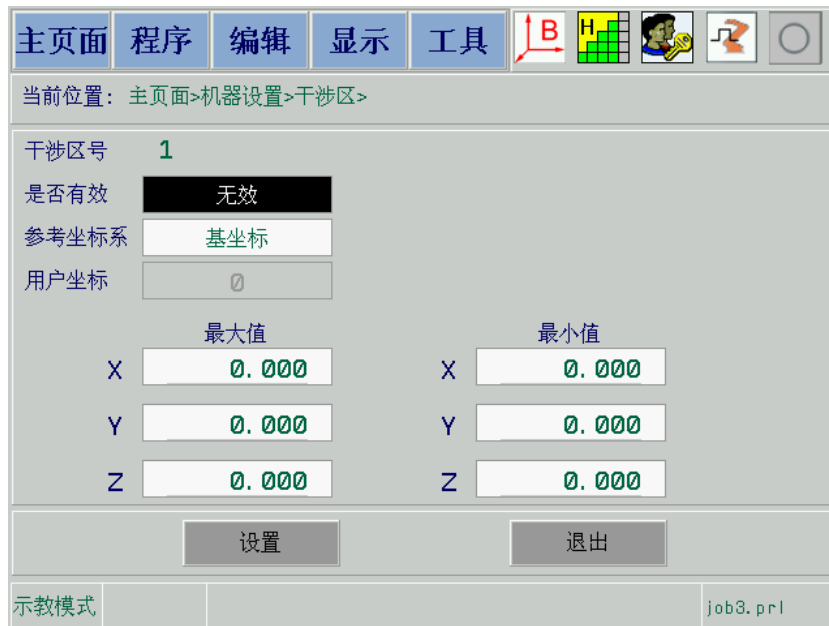 主页面 程序 编辑 显示 工具 B H
当前位置: 主页面>机器设置>干涉区>
干涉区号 1
是否有效 无效
参考坐标系 基坐标
用户坐标 0
最大值 最小值
X 0.000 X 0.000
Y 0.000 Y 0.000
Z 0.000 Z 0.000
设置 退出
示教模式 job3.prl